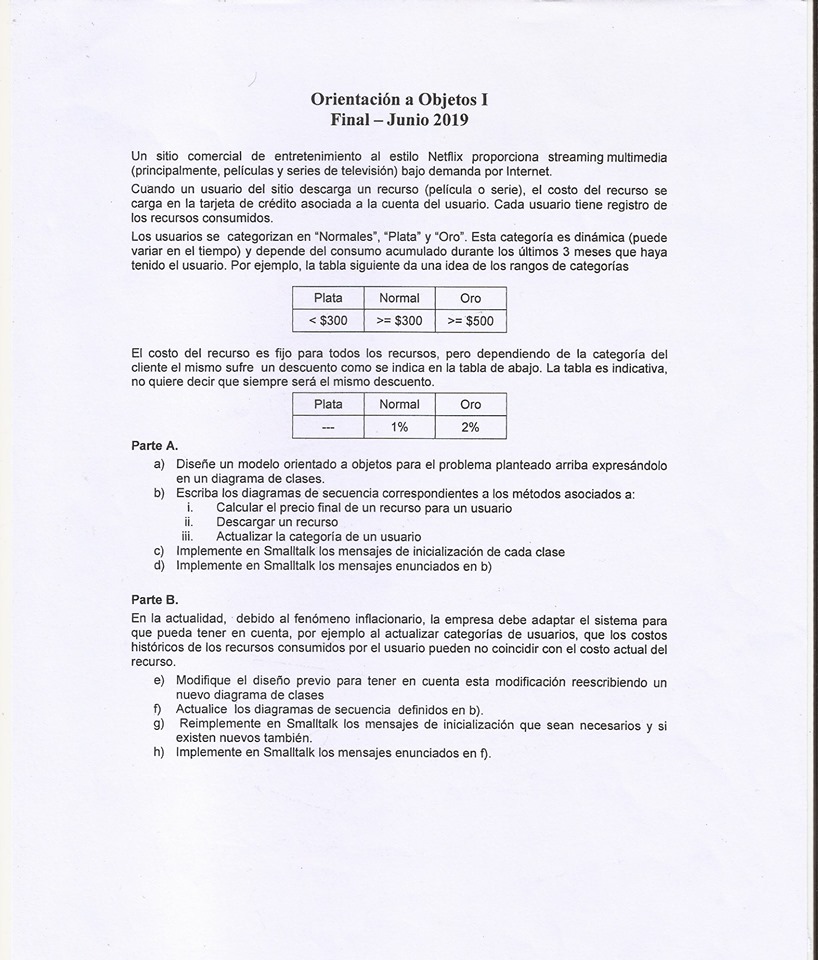 Orientación a Objetos I
Final – Junio 2019
Un sitio comercial de entretenimiento al estilo Netflix proporciona streaming multimedia
(principalmente, películas y series de televisión) bajo demanda por Internet.
Cuando un usuario del sitio descarga un recurso (película o serie), el costo del recurso se
carga en la tarjeta de crédito asociada a la cuenta del usuario. Cada usuario tiene registro de
los recursos consumidos.
Los usuarios se categorizan en “Normales”, “Plata” y “Oro”. Esta categoría es dinámica (puede
variar en el tiempo) y depende del consumo acumulado durante los últimos 3 meses que haya
tenido el usuario. Por ejemplo, la tabla siguiente da una idea de los rangos de categorías
Plata Normal Oro
< $300 >= $300 >= $500
El costo del recurso es fijo para todos los recursos, pero dependiendo de la categoría del
cliente el mismo sufre un descuento como se indica en la tabla de abajo. La tabla es indicativa,
no quiere decir que siempre será el mismo descuento.
Plata Normal Oro
--- 1% 2%
Parte A.
a) Diseñe un modelo orientado a objetos para el problema planteado arriba expresándolo
en un diagrama de clases.
b) Escriba los diagramas de secuencia correspondientes a los métodos asociados a:
i. Calcular el precio final de un recurso para un usuario
ii. Descargar un recurso
iii. Actualizar la categoría de un usuario
c) Implemente en Smalltalk los mensajes de inicialización de cada clase
d) Implemente en Smalltalk los mensajes enunciados en b)
Parte B.
En la actualidad, debido al fenómeno inflacionario, la empresa debe adaptar el sistema para
que pueda tener en cuenta, por ejemplo al actualizar categorías de usuarios, que los costos
históricos de los recursos consumidos por el usuario pueden no coincidir con el costo actual del
recurso.
e) Modifique el diseño previo para tener en cuenta esta modificación reescribiendo un
nuevo diagrama de clases
f) Actualice los diagramas de secuencia definidos en b).
g) Reimplemente en Smalltalk los mensajes de inicialización que sean necesarios y si
existen nuevos también.
h) Implemente en Smalltalk los mensajes enunciados en f).